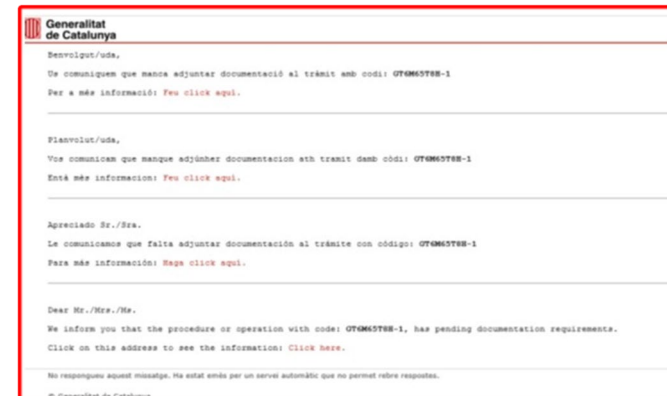 Generalitat
de Catalunya
Benvolgut/uda,
Us comuniquem que manca adjuntar documentació al tràmit amb codi: GT6M65T8H-1
Per a més informació: Feu click aquí.
Planvolut/uda,
Vos comunicam que manque adjúnher documentacion ath tramit damb còdi: GT6M65T8H-1
Entà més informacion: Feu click aquí.
Apreciado Sr./Sra.
Le comunicamos que falta adjuntar documentación al trámite con código: GT6M65T8H-1
Para más información: Haga click aquí.
Dear Mr./Mrs./Ms.
We inform you that the procedure or operation with code: GT6M65T8H-1, has pending documentation requirements.
Click on this address to see the information: Click here.
No respongueu aquest missatge. Ha estat emès per un servei automàtic que no permet rebre respostes.
© Generalitat de Catalunya